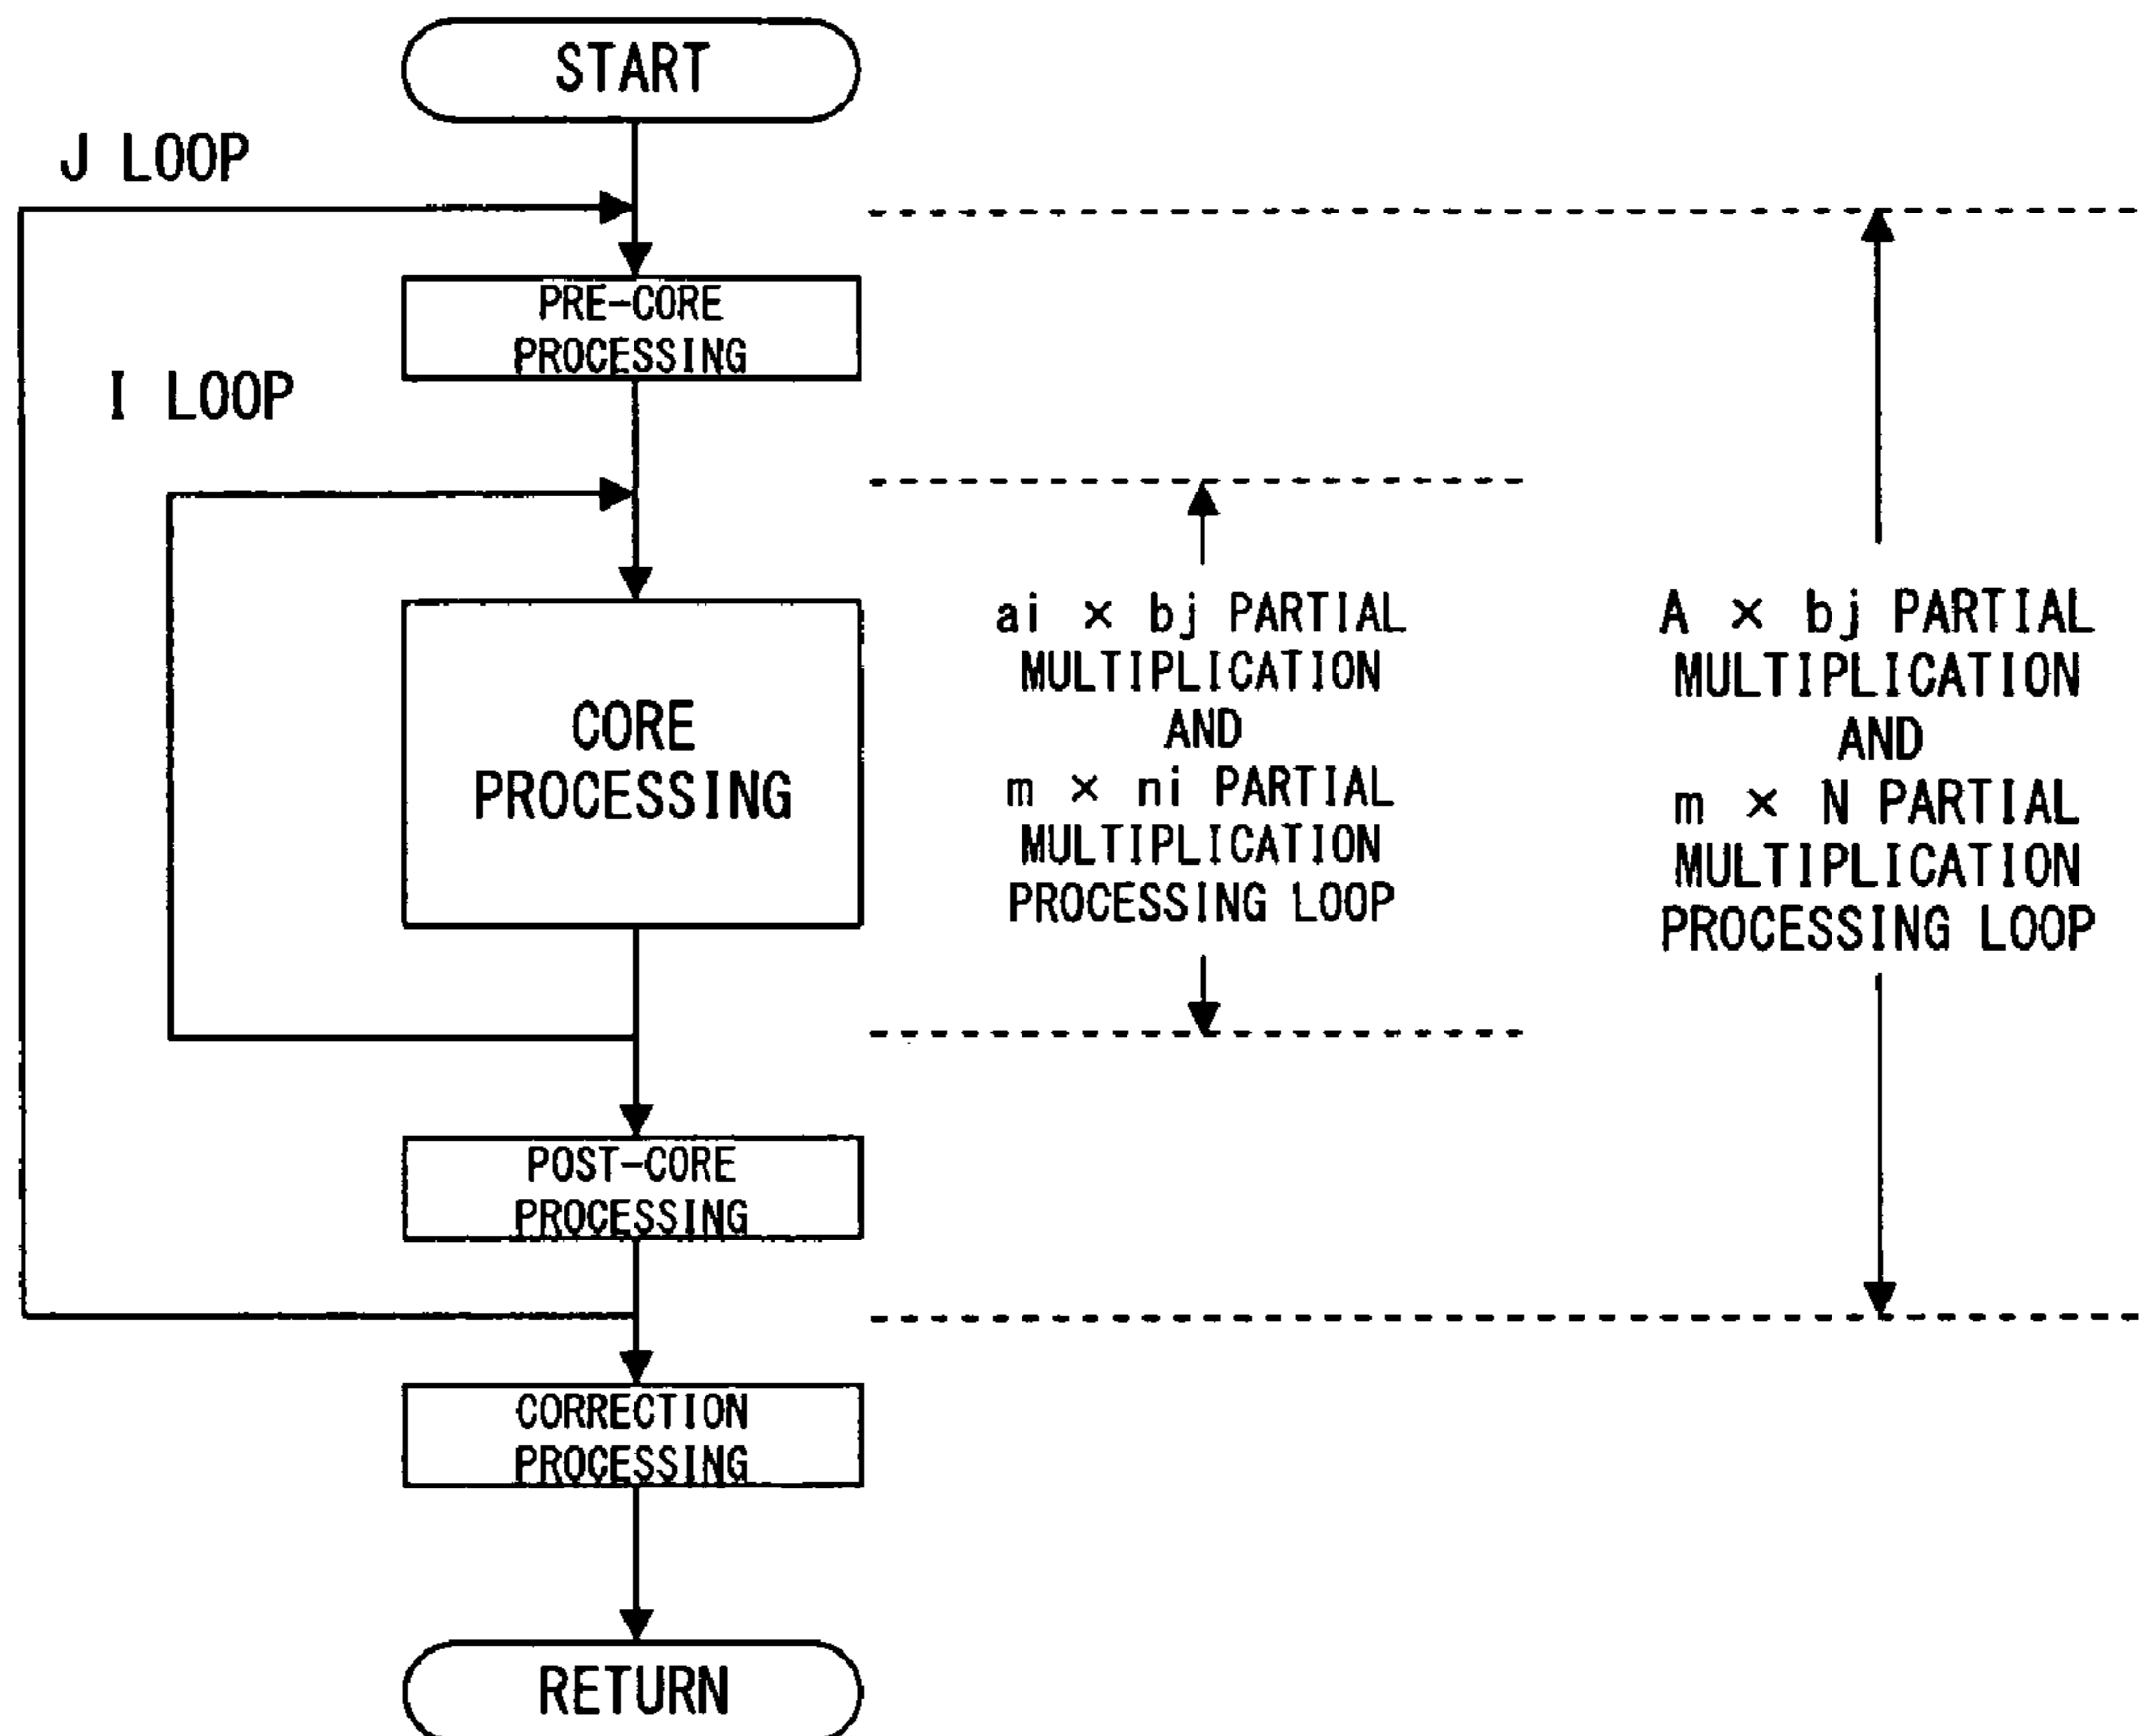 START
J LOOP
PRE-CORE
PROCESSING
I LOOP
CORE
PROCESSING
ai × bj PARTIAL
MULTIPLICATION
AND
m × ni PARTIAL
MULTIPLICATION
PROCESSING LOOP
A × bj PARTIAL
MULTIPLICATION
AND
m × N PARTIAL
MULTIPLICATION
PROCESSING LOOP
POST-CORE
PROCESSING
CORRECTION
PROCESSING
RETURN